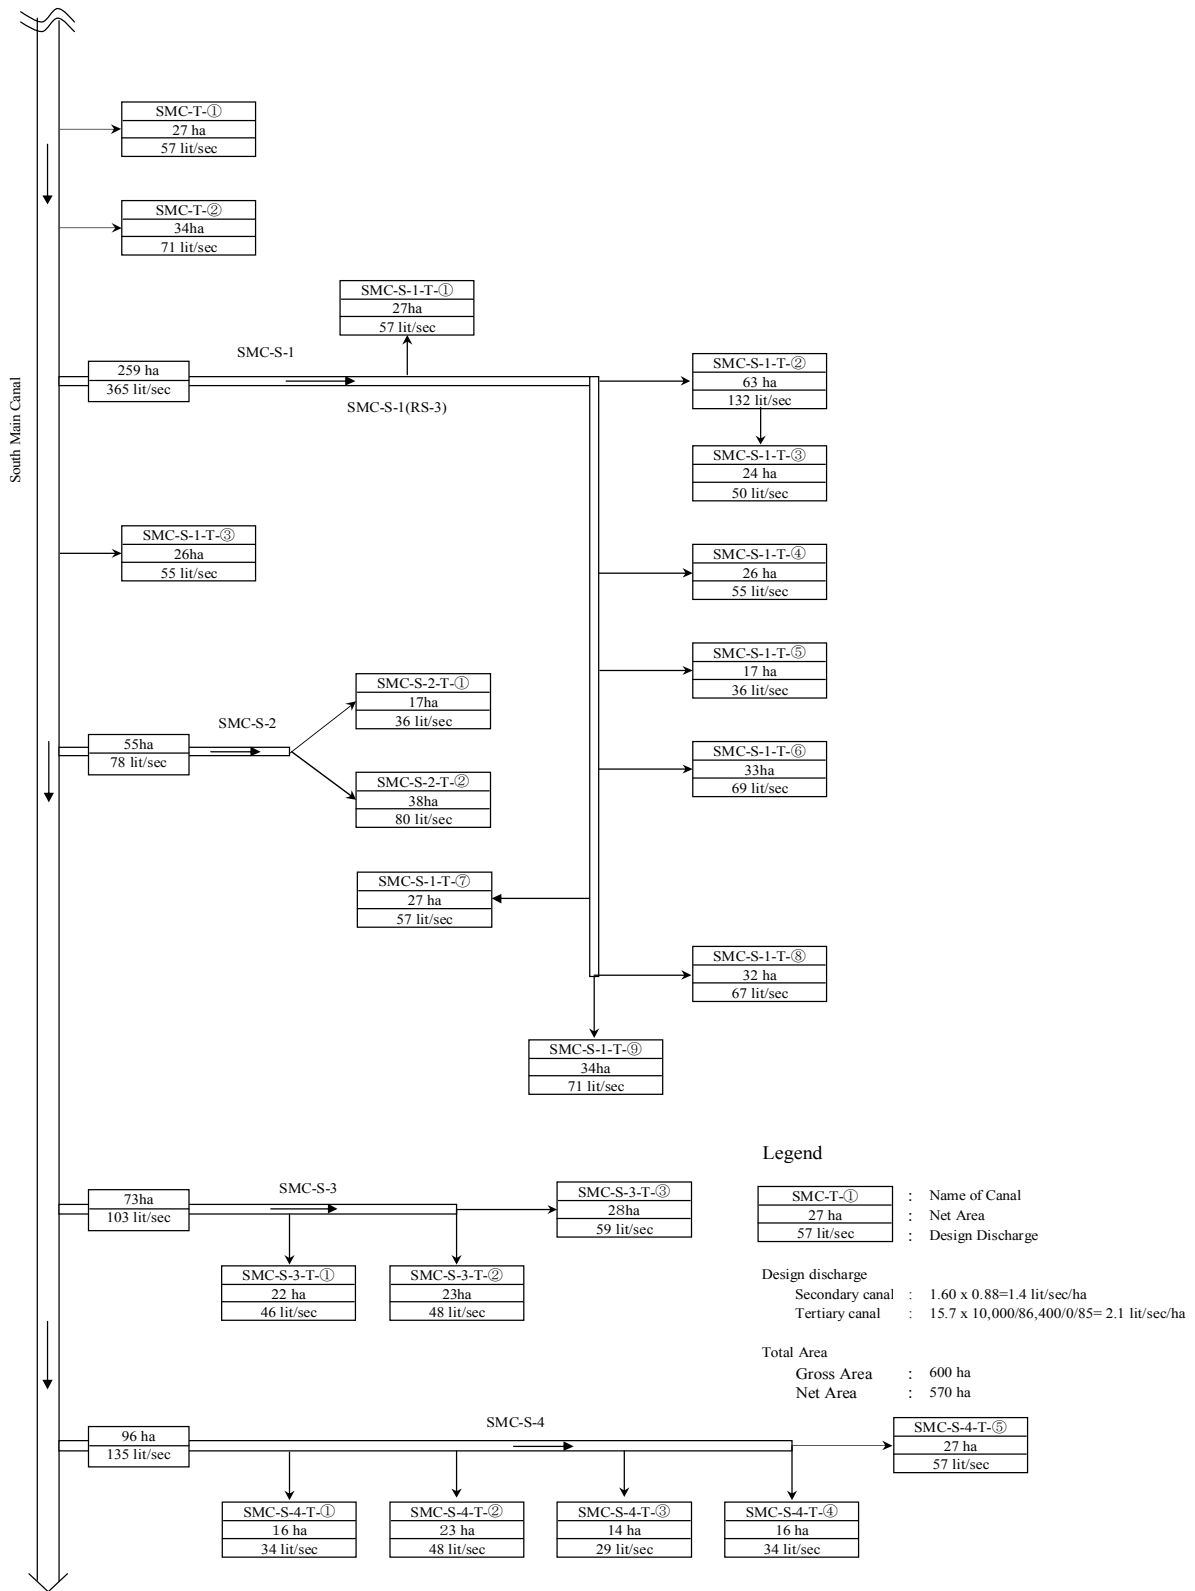 SMC-T-①
27 ha
57 lit/sec
SMC-T-②
34ha
71 lit/sec
SMC-S-1-T-①
27ha
57 lit/sec
SMC-S-1
259 ha
365 lit/sec
SMC-S-1(RS-3)
SMC-S-1-T-②
63 ha
132 lit/sec
South Main Canal
SMC-S-1-T-③
24 ha
50 lit/sec
SMC-S-1-T-③
26ha
55 lit/sec
SMC-S-1-T-④
26 ha
55 lit/sec
SMC-S-1-T-⑤
17 ha
36 lit/sec
SMC-S-2-T-①
17ha
36 lit/sec
SMC-S-2
55ha
78 lit/sec
SMC-S-1-T-⑥
33ha
69 lit/sec
SMC-S-2-T-②
38ha
80 lit/sec
SMC-S-1-T-⑦
27 ha
57 lit/sec
SMC-S-1-T-⑧
32 ha
67 lit/sec
SMC-S-1-T-⑨
34ha
71 lit/sec
SMC-S-3
73ha
103 lit/sec
SMC-S-3-T-③
28ha
59 lit/sec
SMC-S-3-T-①
22 ha
46 lit/sec
SMC-S-3-T-②
23ha
48 lit/sec
Legend
SMC-T-① : Name of Canal
27 ha : Net Area
57 lit/sec : Design Discharge
Design discharge
Secondary canal : 1.60 x 0.88=1.4 lit/sec/ha
Tertiary canal : 15.7 x 10,000/86,400/0/85= 2.1 lit/sec/ha
Total Area
Gross Area : 600 ha
Net Area : 570 ha
SMC-S-4
96 ha
135 lit/sec
SMC-S-4-T-⑤
27 ha
57 lit/sec
SMC-S-4-T-①
16 ha
34 lit/sec
SMC-S-4-T-②
23 ha
48 lit/sec
SMC-S-4-T-③
14 ha
29 lit/sec
SMC-S-4-T-④
16 ha
34 lit/sec